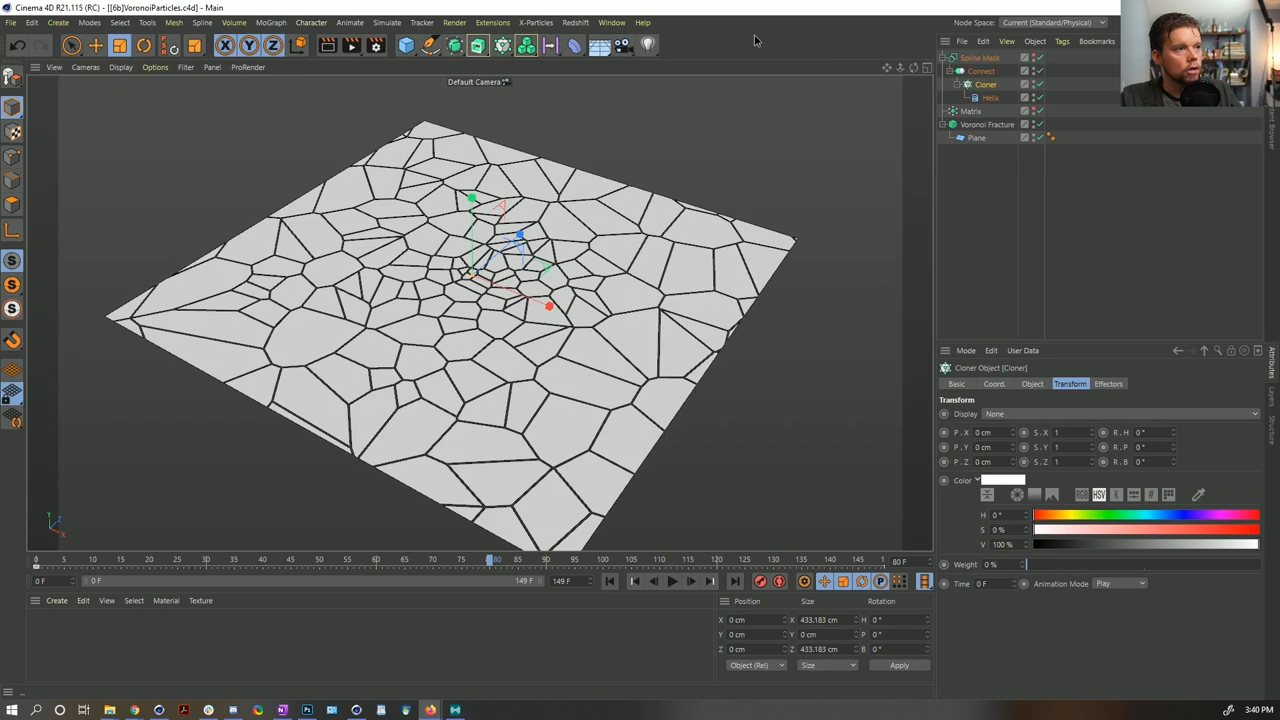 Cinema 4D R21.115 (RC) - [[6b]VoronoiParticles.c4d] - Main
File Edit Create Modes Select Tools Mesh Spline Volume MoGraph Character Animate Simulate Tracker Render Extensions X-Particles Redshift Window Help
Node Space: Current (Standard/Physical)
X Y Z
File Edit View Object Tags Bookmarks
View Cameras Display Options Filter Panel ProRender
Default Camera
Spline Mask
Connect
Cloner
Helix
Matrix
Voronoi Fracture
Plane
Content Browser
Mode Edit User Data
Attributes
Layers
Structure
Cloner Object [Cloner]
Basic Coord. Object Transform Effectors
Transform
Display None
P . X 0 cm S . X 1 R . H 0 °
P . Y 0 cm S . Y 1 R . P 0 °
P . Z 0 cm S . Z 1 R . B 0 °
Color
RGB HSV K #
H 0 °
S 0 %
V 100 %
Weight 0 %
Time 0 F Animation Mode Play
Y Z X
0 5 10 15 20 25 30 35 40 45 50 55 60 65 70 75 80 85 90 95 100 105 110 115 120 125 130 135 140 145 80 F
0 F 0 F 149 F 149 F
P
Create Edit View Select Material Texture
Position Size Rotation
X 0 cm X 433.183 cm H 0 °
Y 0 cm Y 0 cm P 0 °
Z 0 cm Z 433.183 cm B 0 °
Object (Rel) Size Apply
3:40 PM